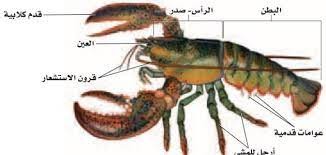 البطن
الرأس- صدر
قدم كلابية
العين
قرون الاستشعار
عوامات قدمية
أرجل للمشي